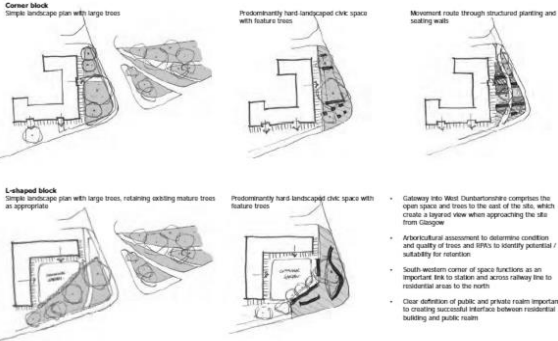 Corner block
Simple landscape plan with large trees
Predominantly hard-landscaped civic space
with feature trees
Movement route through structured planting and
seating walls
L-shaped block
Simple landscape plan with large trees, retaining existing mature trees
as appropriate
Predominantly hard-landscaped civic space with
feature trees
COMMUNAL
GARDEN
COMMUNAL
GARDEN
- Gateway into West Dunbartonshire comprises the
open space and trees to the east of the site, which
create a layered view when approaching the site
from Glasgow
- Arboricultural assessment to determine condition
and quality of trees and RPA's to identify potential /
suitability for retention
- South-western corner of space functions as an
important link to station and across railway line to
residential areas to the north
- Clear definition of public and private realm important
to creating successful interface between residential
building and public realm